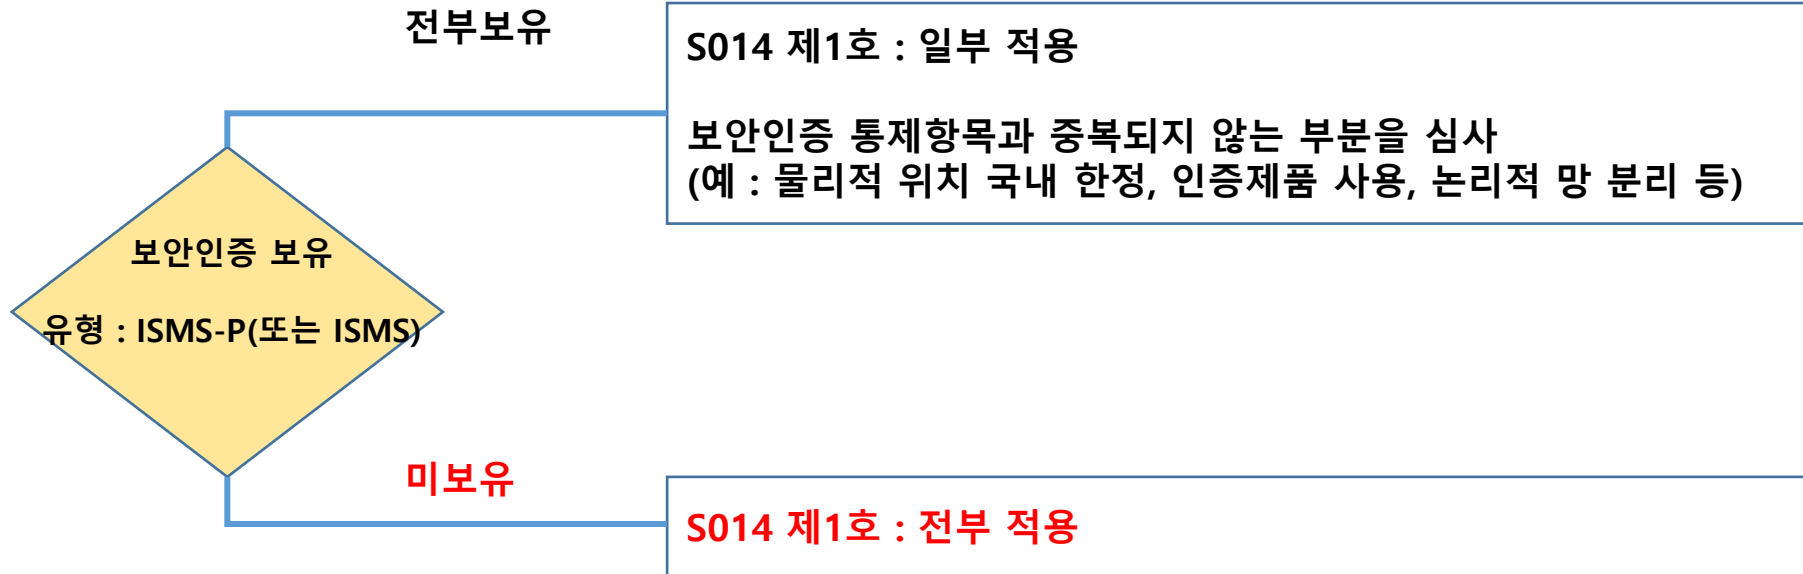 전부보유
S014 제1호 : 일부 적용
보안인증 통제항목과 중복되지 않는 부분을 심사
(예 : 물리적 위치 국내 한정, 인증제품 사용, 논리적 망 분리 등)
보안인증 보유
유형 : ISMS-P(또는 ISMS)
미보유
S014 제1호 : 전부 적용